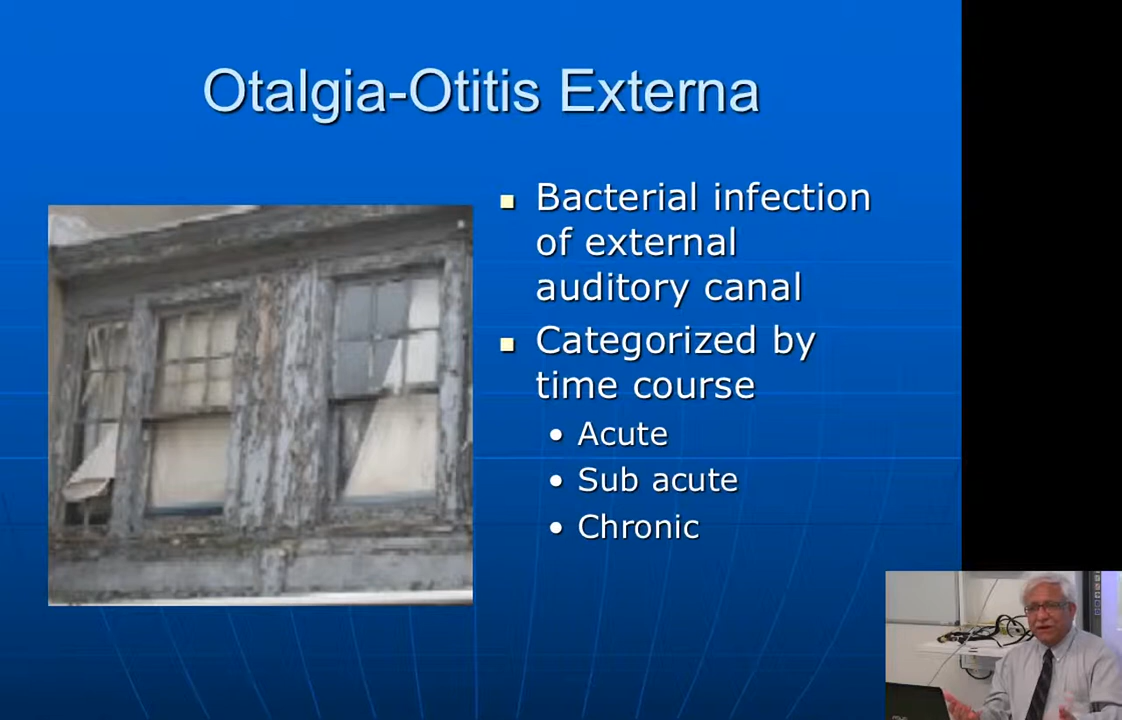 Otalgia-Otitis Externa
Bacterial infection
of external
auditory canal
Categorized by
time course
Acute
Sub acute
Chronic